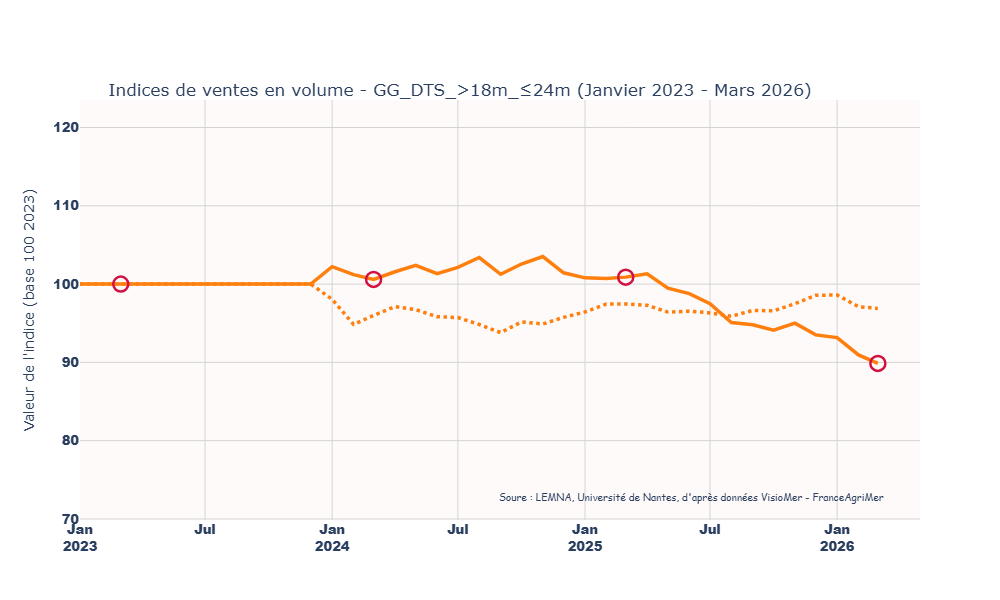 Indices de ventes en volume - GG_DTS_>18m_≤24m (Janvier 2023 - Mars 2026)
Valeur de l'indice (base 100 2023)
120
110
100
90
80
70
Soure : LEMNA, Université de Nantes, d'après données VisioMer - FranceAgriMer
Jan Jul Jan Jul Jan Jul Jan
2023 2024 2025 2026